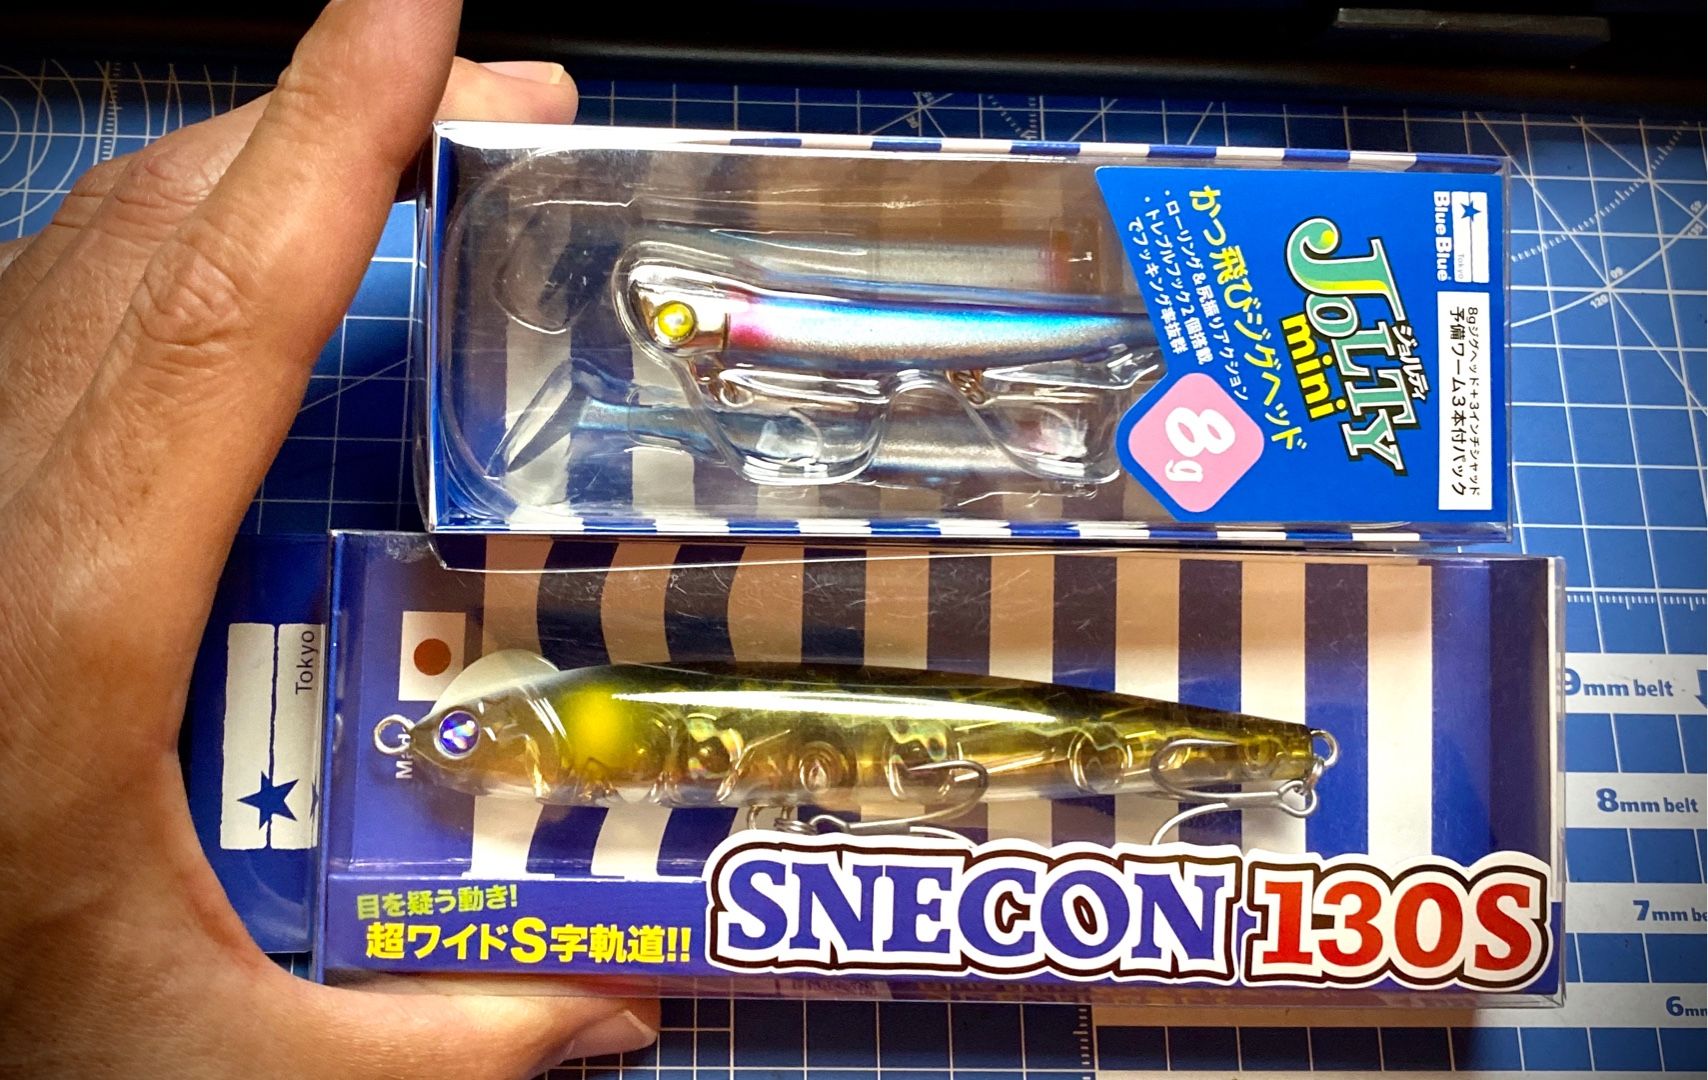 BlueBlue
Tokyo
8gジグヘッド+3インチシャッド
予備ワーム3本付パック
ジョルティ
JOLTY
mini
かっ飛びジグヘッド
・ローリング&尻振りアクション
・トレブルフック2個搭載
でフッキング率抜群
8g
Tokyo
目を疑う動き!
超ワイドS字軌道!!
SNECON 130S
9mm belt
8mm belt
7mm be
6mm
60
120